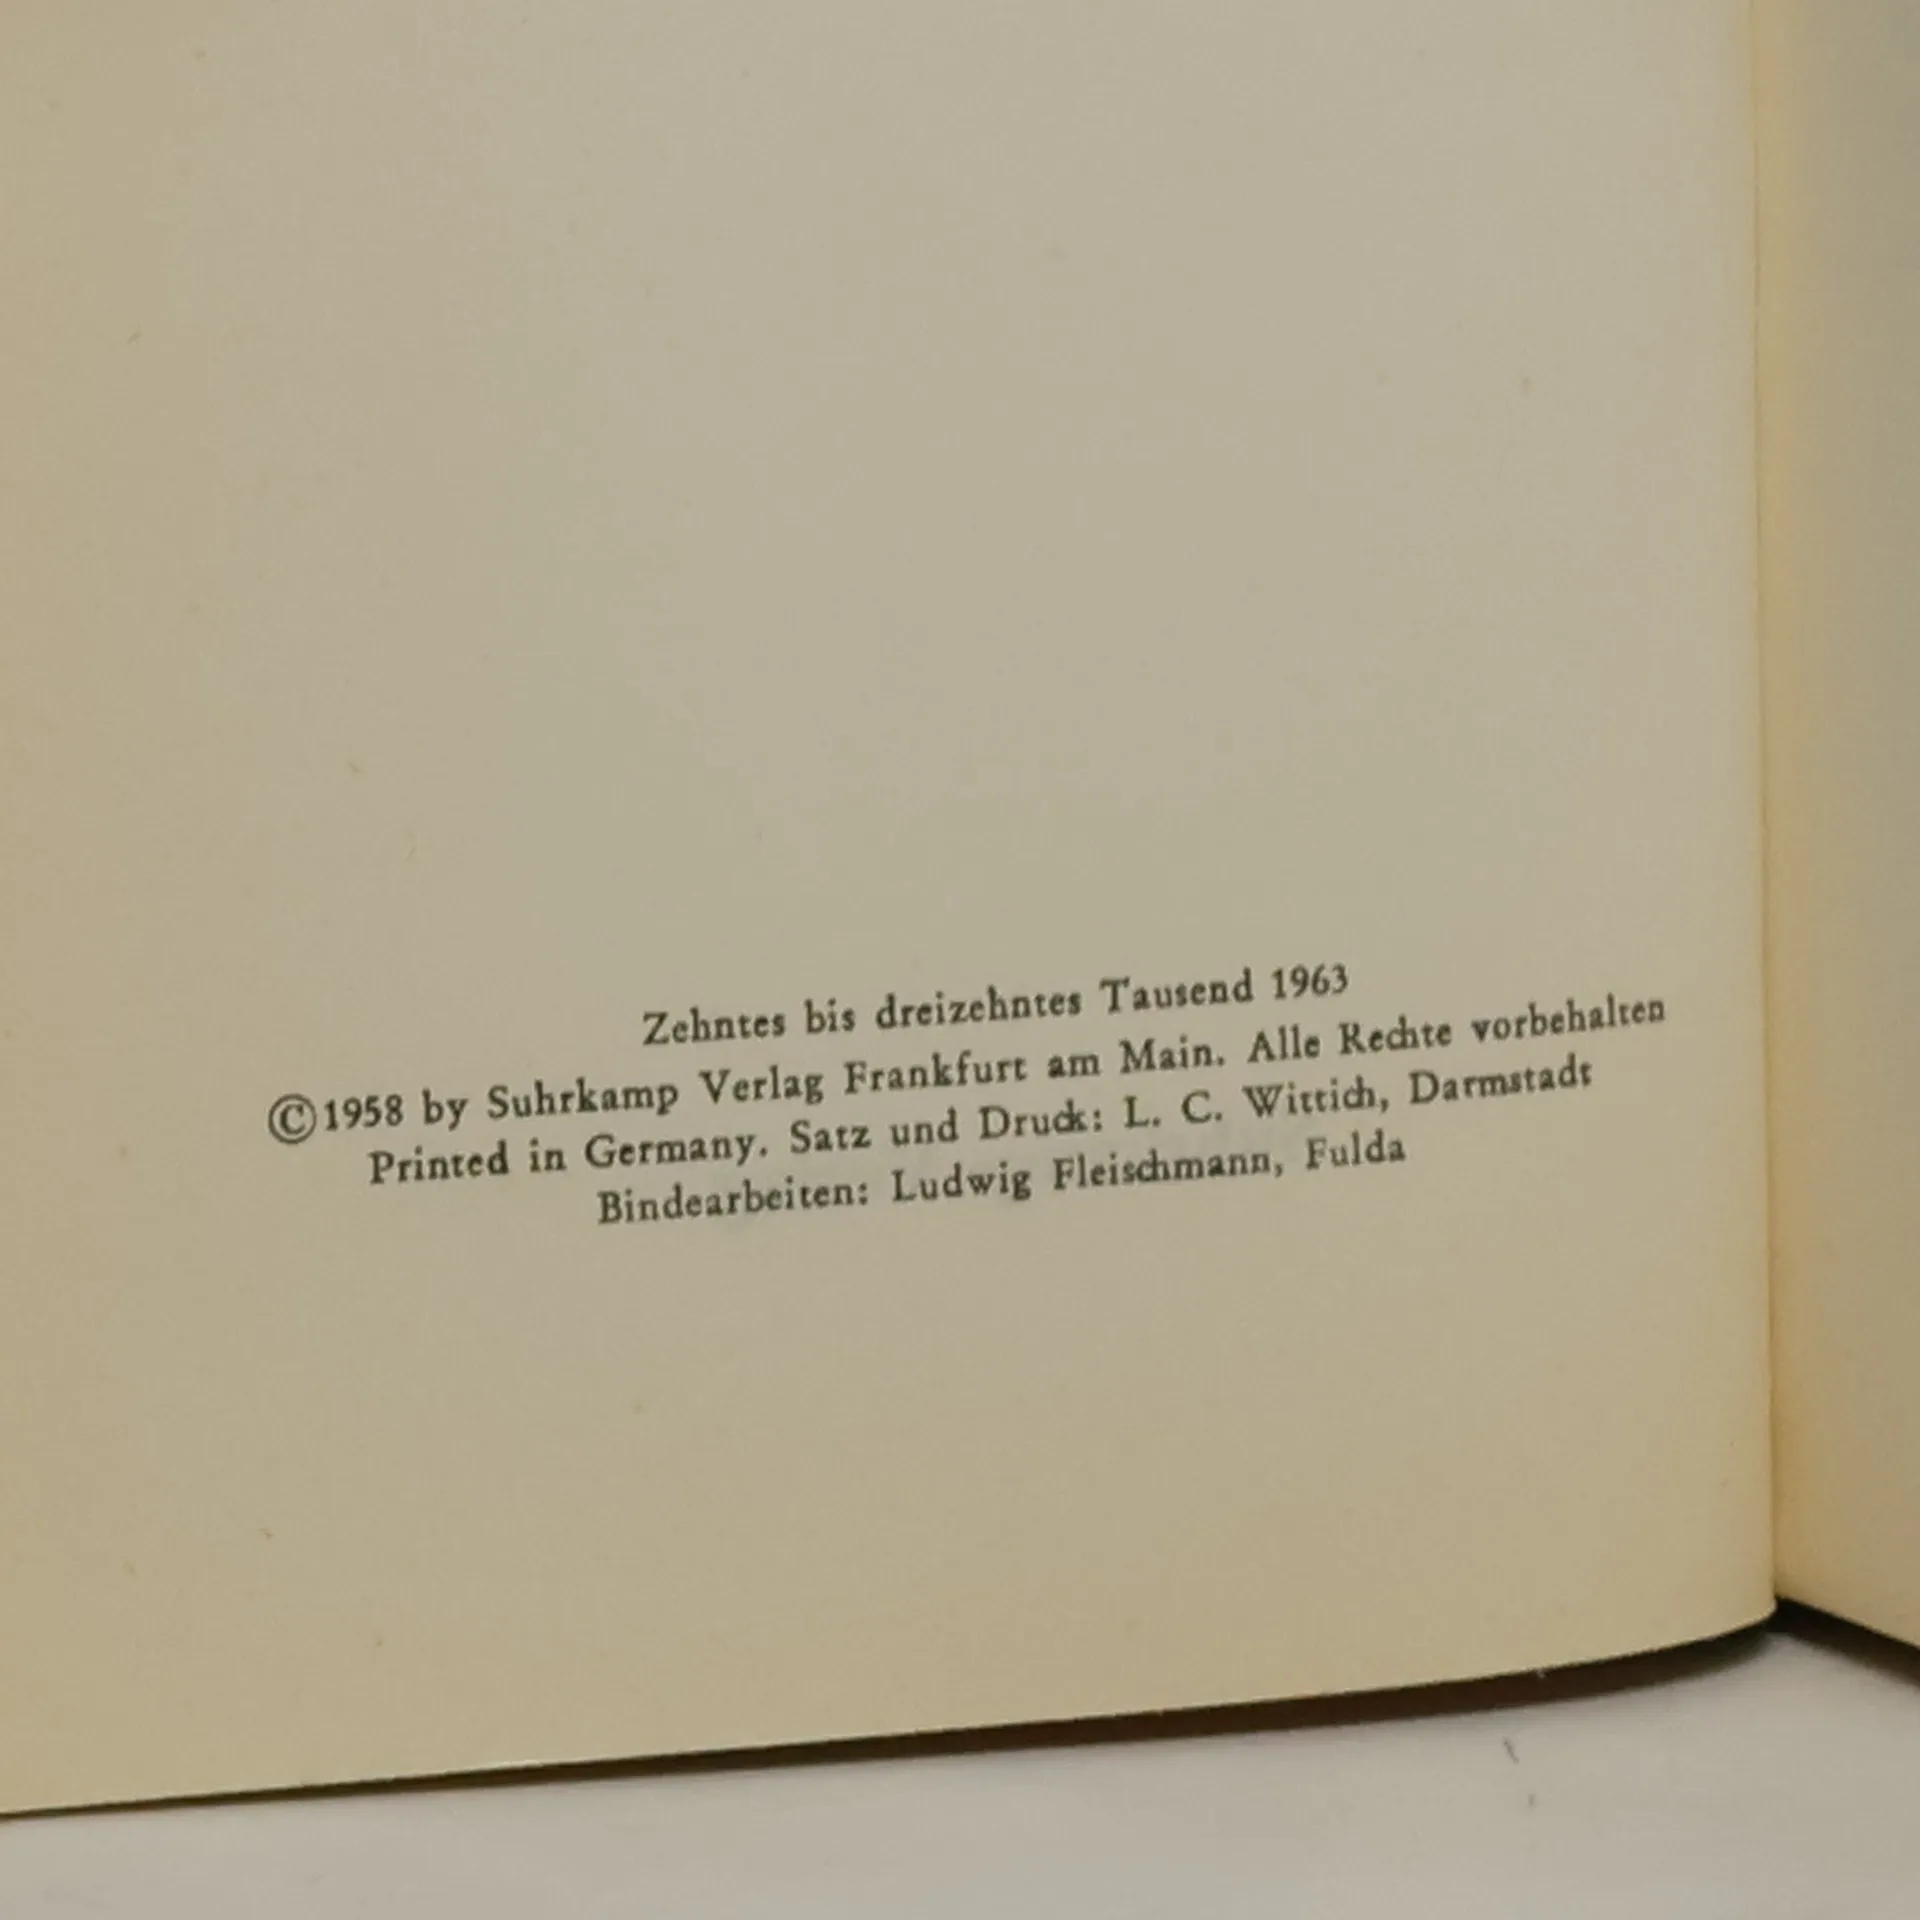 Zehntes bis dreizehntes Tausend 1963
©1958 by Suhrkamp Verlag Frankfurt am Main. Alle Rechte vorbehalten
Printed in Germany. Satz und Druck: L. C. Wittich, Darmstadt
Bindearbeiten: Ludwig Fleischmann, Fulda